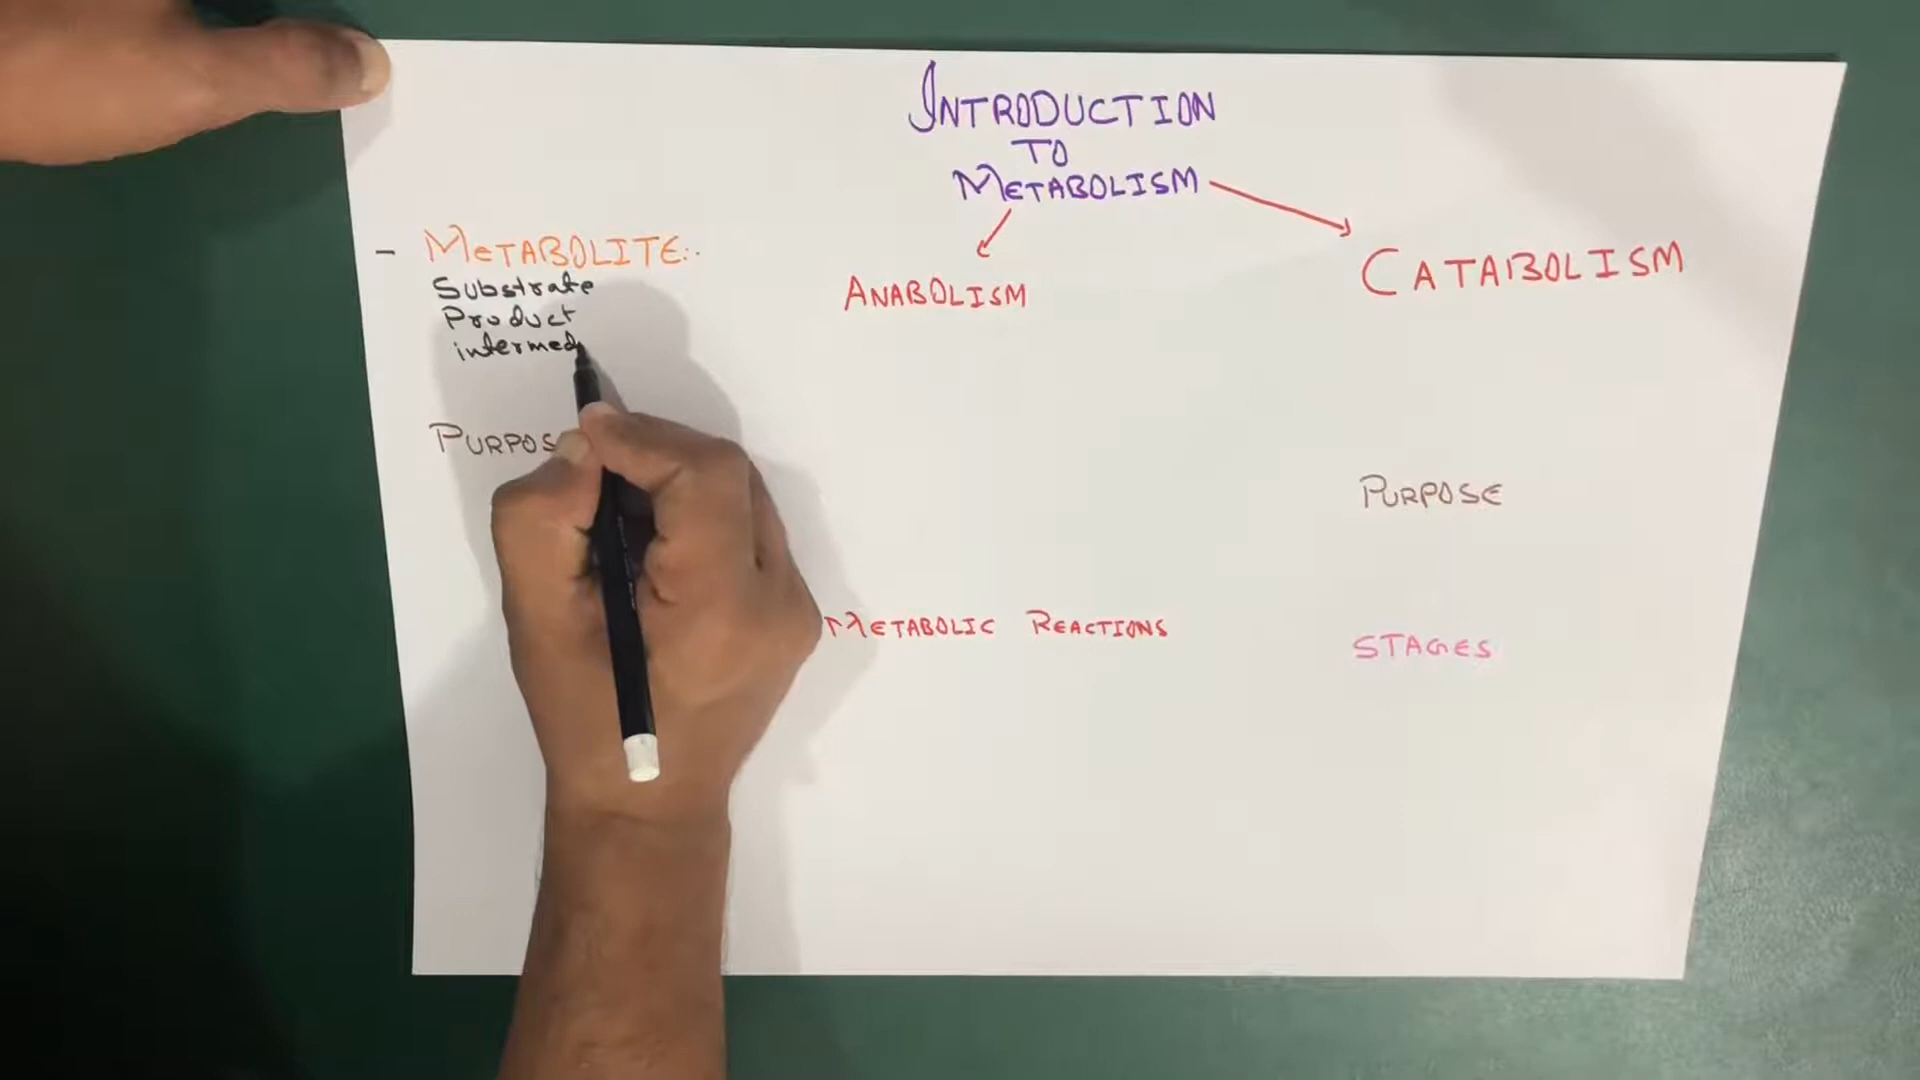 INTRODUCTION
TO
METABOLISM
- METABOLITE:-
Substrate
Product
intermed
ANABOLISM
CATABOLISM
PURPOS
PURPOSE
METABOLIC REACTIONS
STAGES